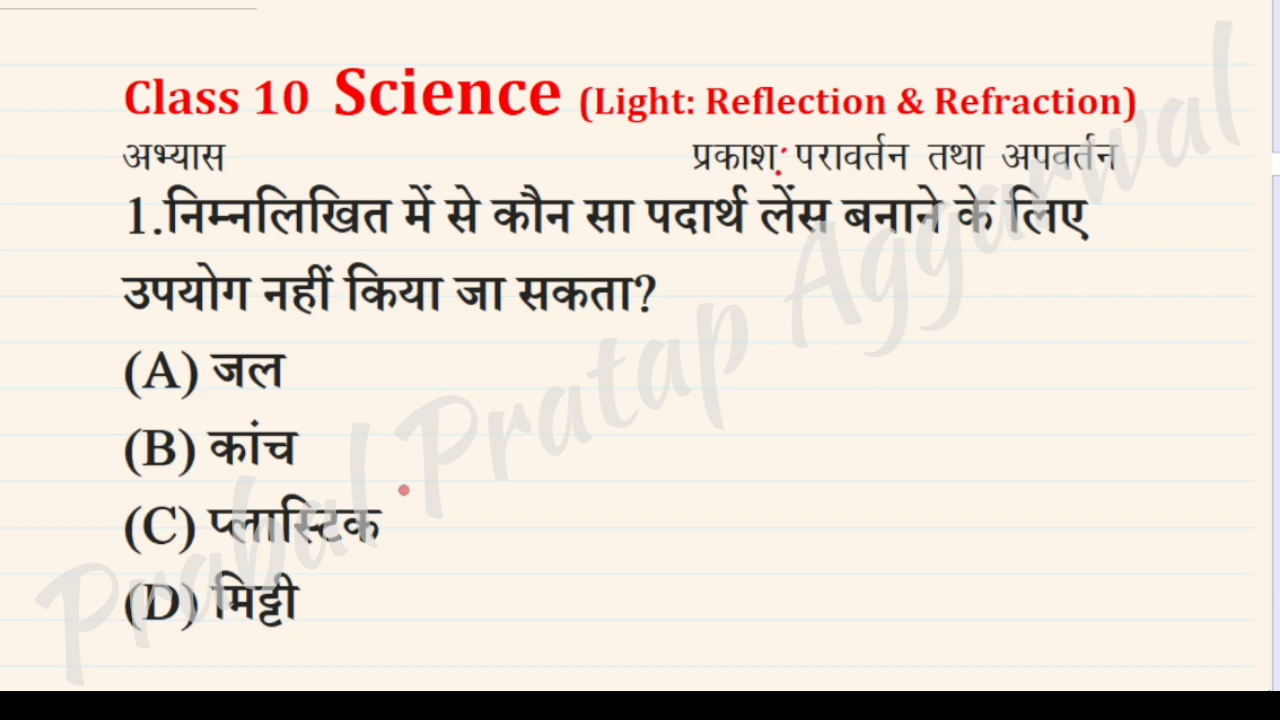 Class 10 Science (Light: Reflection & Refraction)
अभ्यास प्रकाश: परावर्तन तथा अपवर्तन
1.निम्नलिखित में से कौन सा पदार्थ लेंस बनाने के लिए
उपयोग नहीं किया जा सकता?
(A) जल
(B) कांच
(C) प्लास्टिक
(D) मिट्टी
Prabal Pratap Aggarwal